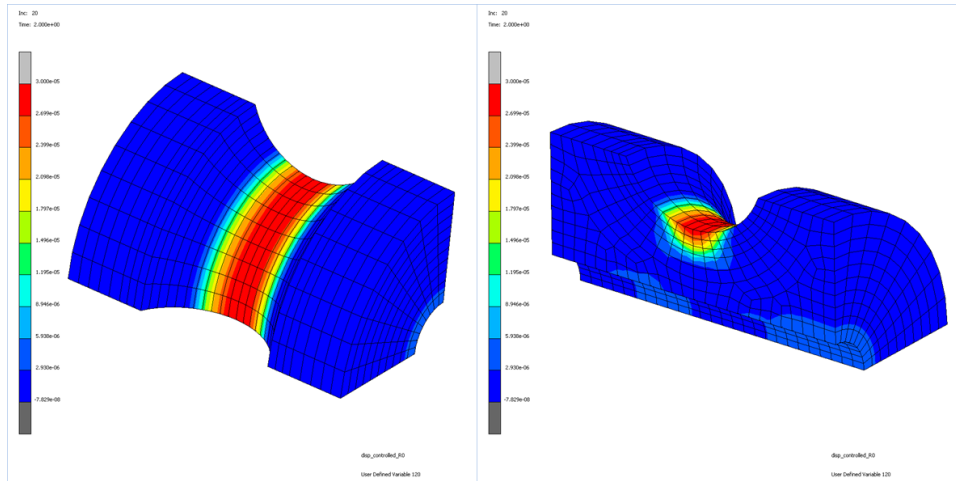 Inc: 20
Time: 2.000e+00
3.000e-05
2.699e-05
2.399e-05
2.098e-05
1.797e-05
1.496e-05
1.195e-05
8.946e-06
5.938e-06
2.930e-06
-7.829e-08
disp_controlled_R0
User Defined Variable 120
Inc: 20
Time: 2.000e+00
3.000e-05
2.699e-05
2.399e-05
2.098e-05
1.797e-05
1.496e-05
1.195e-05
8.946e-06
5.938e-06
2.930e-06
-7.829e-08
disp_controlled_R0
User Defined Variable 120